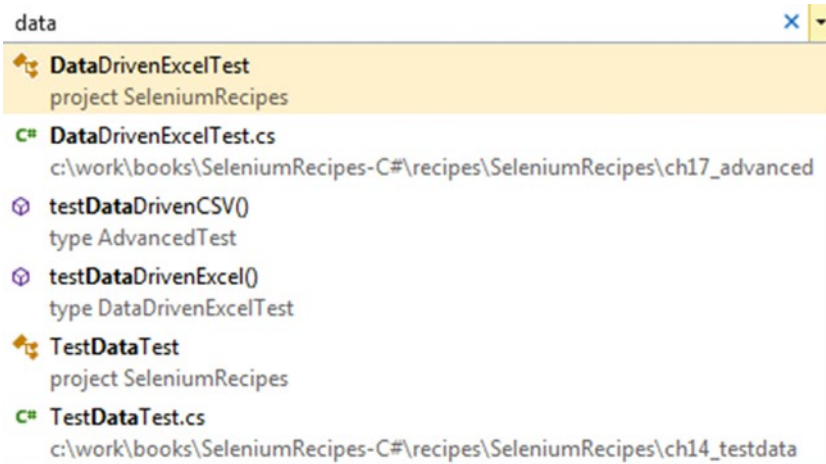 data
DataDrivenExcelTest
project SeleniumRecipes
C# DataDrivenExcelTest.cs
c:\work\books\SeleniumRecipes-C#\recipes\SeleniumRecipes\ch17_advanced
testDataDrivenCSV()
type AdvancedTest
testDataDrivenExcel()
type DataDrivenExcelTest
TestDataTest
project SeleniumRecipes
C# TestDataTest.cs
c:\work\books\SeleniumRecipes-C#\recipes\SeleniumRecipes\ch14_testdata